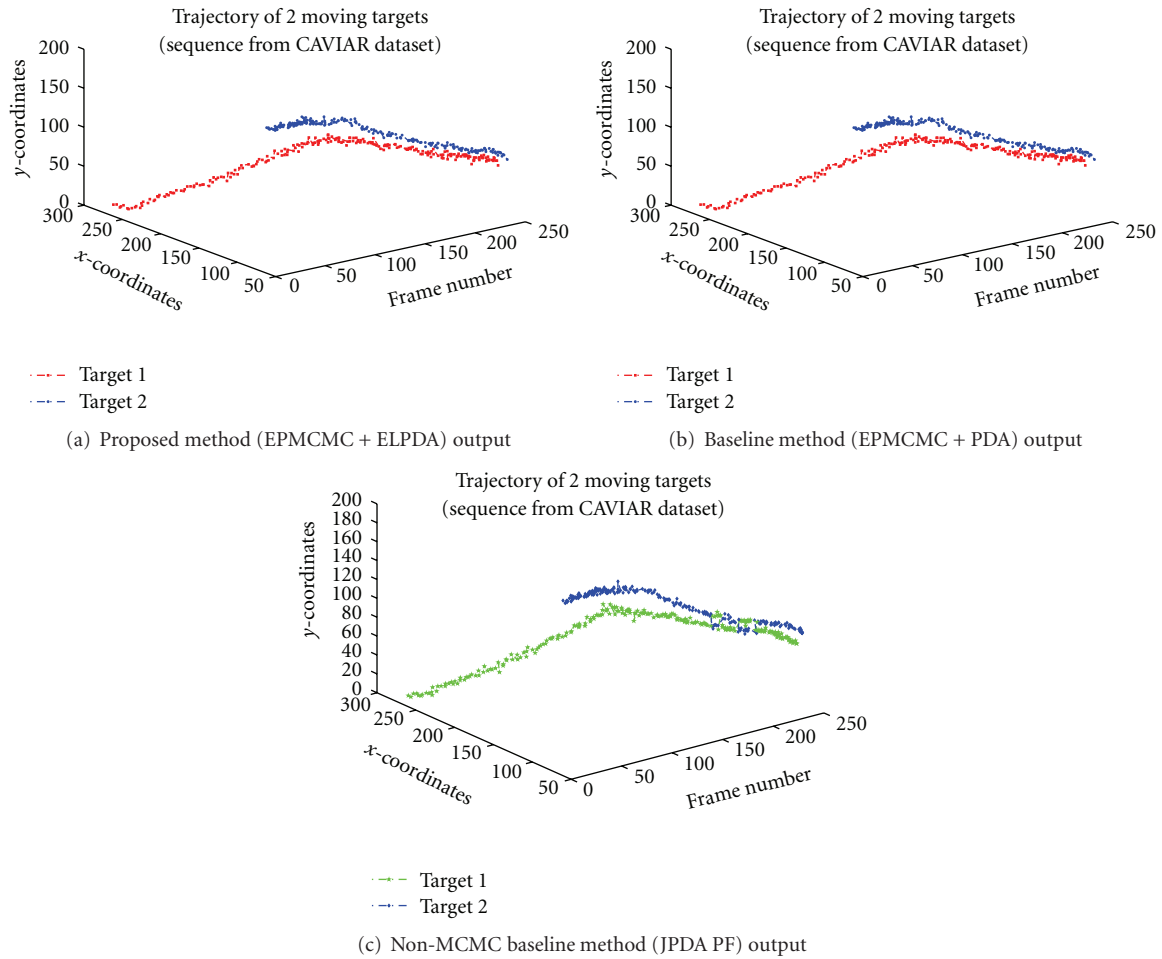 Trajectory of 2 moving targets
(sequence from CAVIAR dataset)
200
150
100
50
0
y-coordinates
300
250
200
150
100
50
x-coordinates
0
50
100
150
200
250
Frame number
Target 1
Target 2
(a) Proposed method (EPMCMC + ELPDA) output
Trajectory of 2 moving targets
(sequence from CAVIAR dataset)
200
150
100
50
0
y-coordinates
300
250
200
150
100
50
x-coordinates
0
50
100
150
200
250
Frame number
Target 1
Target 2
(b) Baseline method (EPMCMC + PDA) output
Trajectory of 2 moving targets
(sequence from CAVIAR dataset)
200
180
160
140
120
100
80
60
40
20
0
y-coordinates
300
250
200
150
100
50
x-coordinates
0
50
100
150
200
250
Frame number
Target 1
Target 2
(c) Non-MCMC baseline method (JPDA PF) output